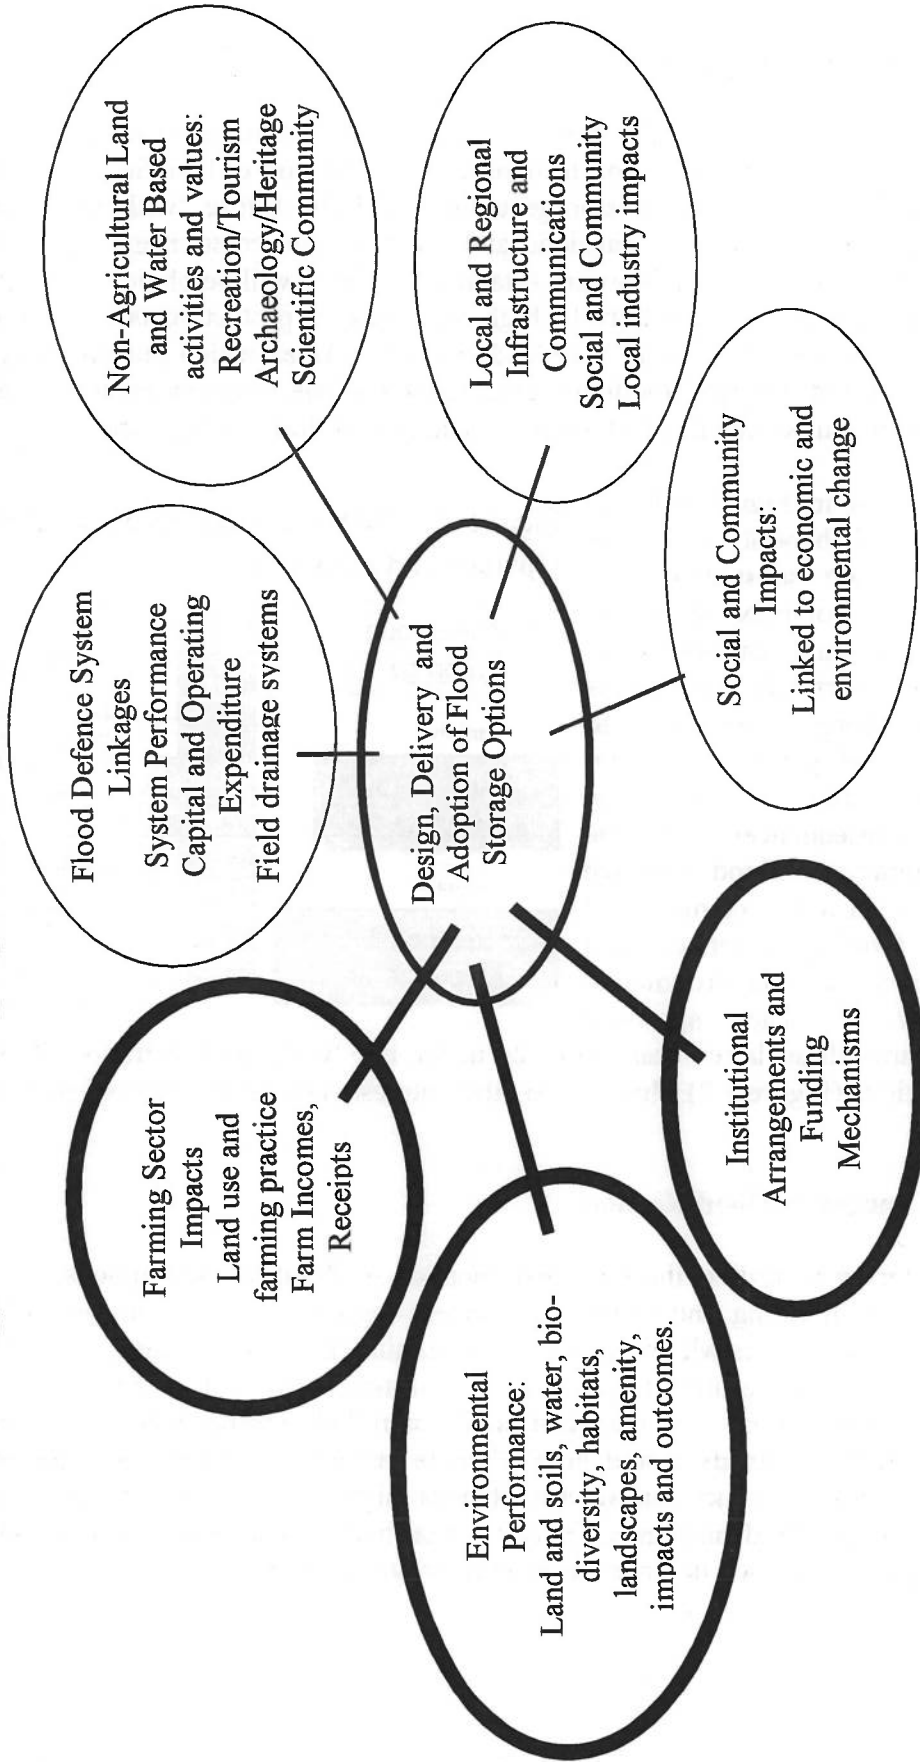 Farming Sector
Impacts
Land use and
farming practice
Farm Incomes,
Receipts
Flood Defence System
Linkages
System Performance
Capital and Operating
Expenditure
Field drainage systems
Non-Agricultural Land
and Water Based
activities and values:
Recreation/Tourism
Archaeology/Heritage
Scientific Community
Environmental
Performance:
Land and soils, water, bio-
diversity, habitats,
landscapes, amenity,
impacts and outcomes.
Design, Delivery and
Adoption of Flood
Storage Options
Local and Regional
Infrastructure and
Communications
Social and Community
Local industry impacts
Institutional
Arrangements and
Funding
Mechanisms
Social and Community
Impacts:
Linked to economic and
environmental change